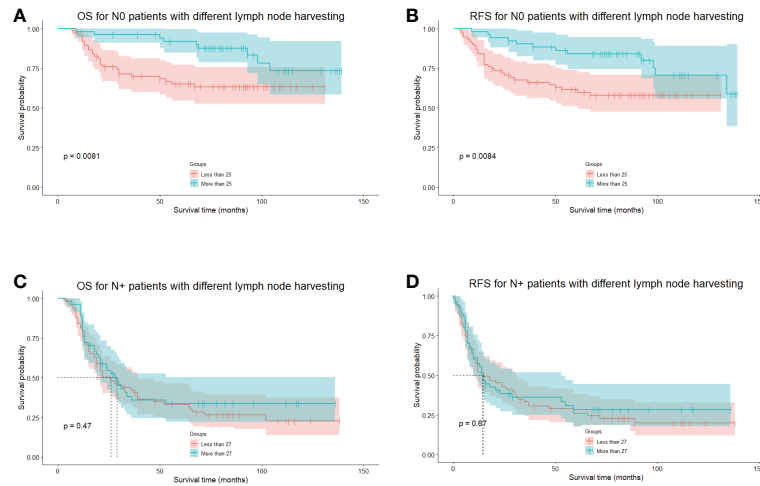 A
OS for N0 patients with different lymph node harvesting
1.00
0.75
0.50
0.25
0.00
Survival probability
p = 0.0081
Groups
Less than 25
More than 25
0
50
100
150
Survival time (months)
B
RFS for N0 patients with different lymph node harvesting
1.00
0.75
0.50
0.25
0.00
Survival probability
p = 0.0084
Groups
Less than 25
More than 25
0
50
100
150
Survival time (months)
C
OS for N+ patients with different lymph node harvesting
1.00
0.75
0.50
0.25
0.00
Survival probability
p = 0.47
Groups
Less than 27
More than 27
0
50
100
150
Survival time (months)
D
RFS for N+ patients with different lymph node harvesting
1.00
0.75
0.50
0.25
0.00
Survival probability
p = 0.67
Groups
Less than 27
More than 27
0
50
100
150
Survival time (months)